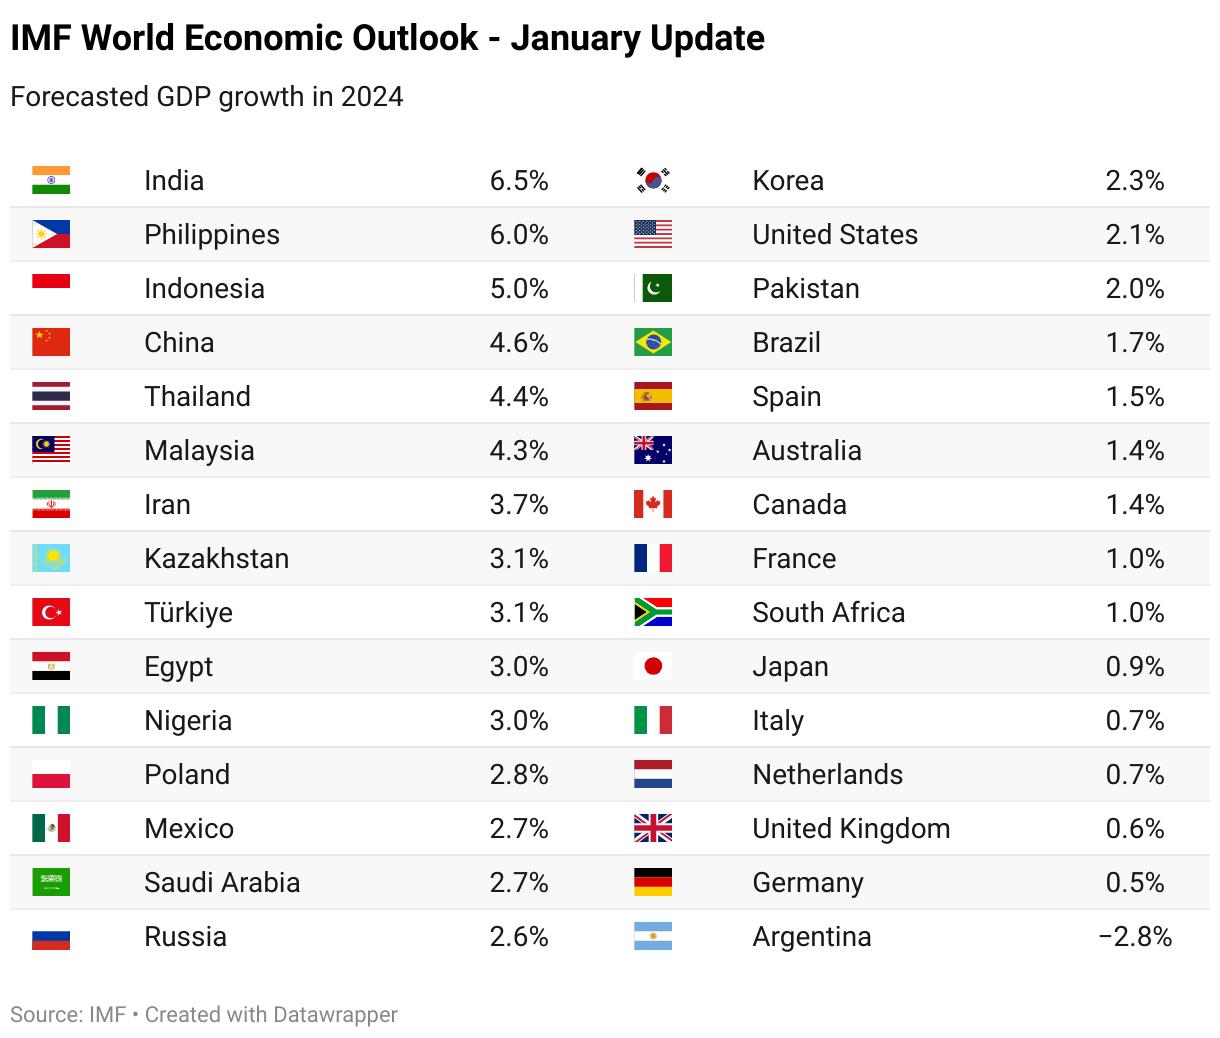 IMF World Economic Outlook - January Update
Forecasted GDP growth in 2024
India 6.5% Korea 2.3%
Philippines 6.0% United States 2.1%
Indonesia 5.0% Pakistan 2.0%
China 4.6% Brazil 1.7%
Thailand 4.4% Spain 1.5%
Malaysia 4.3% Australia 1.4%
Iran 3.7% Canada 1.4%
Kazakhstan 3.1% France 1.0%
Türkiye 3.1% South Africa 1.0%
Egypt 3.0% Japan 0.9%
Nigeria 3.0% Italy 0.7%
Poland 2.8% Netherlands 0.7%
Mexico 2.7% United Kingdom 0.6%
Saudi Arabia 2.7% Germany 0.5%
Russia 2.6% Argentina −2.8%
Source: IMF • Created with Datawrapper